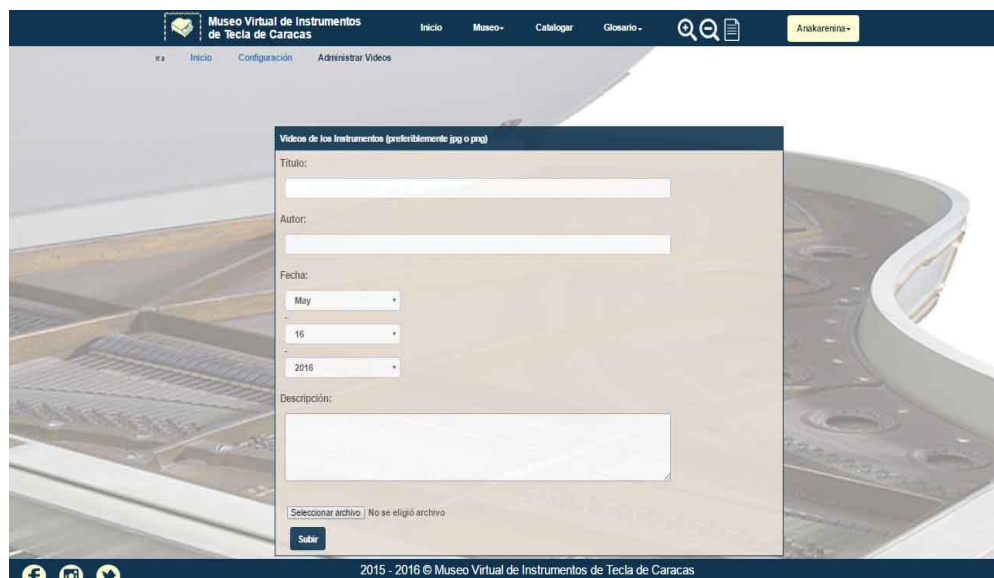 Museo Virtual de Instrumentos
de Tecla de Caracas
Inicio Museo Catalogar Glosario Anakarenina
Ir a Inicio Configuración Administrar Videos
Videos de los Instrumentos (preferiblemente jpg o png)
Título:
Autor:
Fecha:
May
-
16
-
2016
Descripción:
Seleccionar archivo No se eligió archivo
Subir
2015 - 2016 © Museo Virtual de Instrumentos de Tecla de Caracas